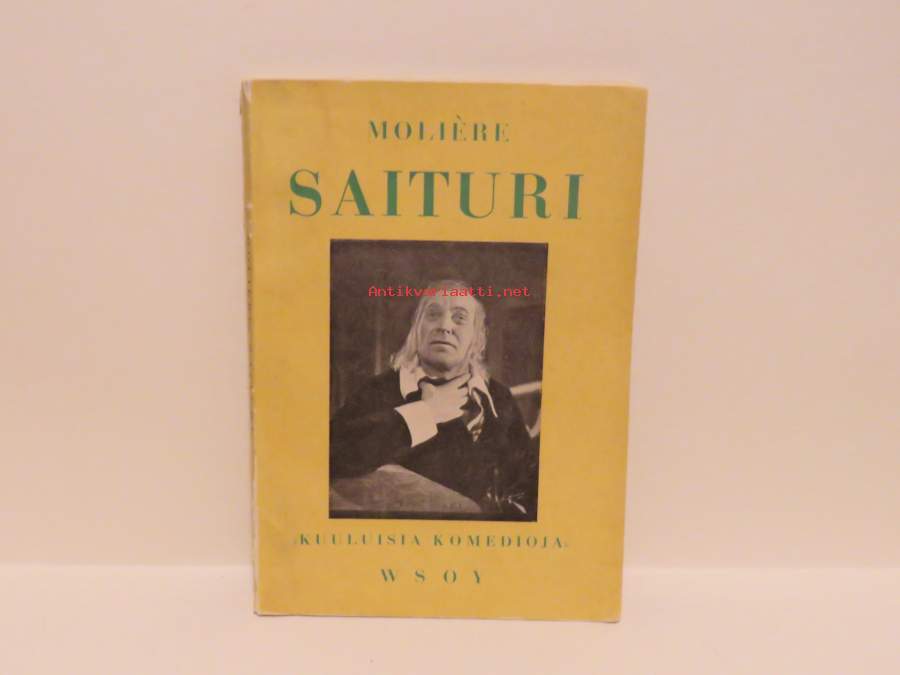 MOLIÈRE
SAITURI
Antikvariaatti.net
KUULUISIA KOMEDIOJA
WSOY